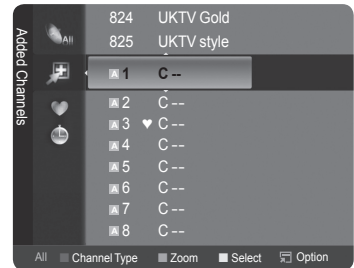 Added Channels
All
824 UKTV Gold
825 UKTV style
A 1 C --
A 2 C --
A 3 ♥ C --
A 4 C --
A 5 C --
A 6 C --
A 7 C --
A 8 C --
All Channel Type Zoom Select Option